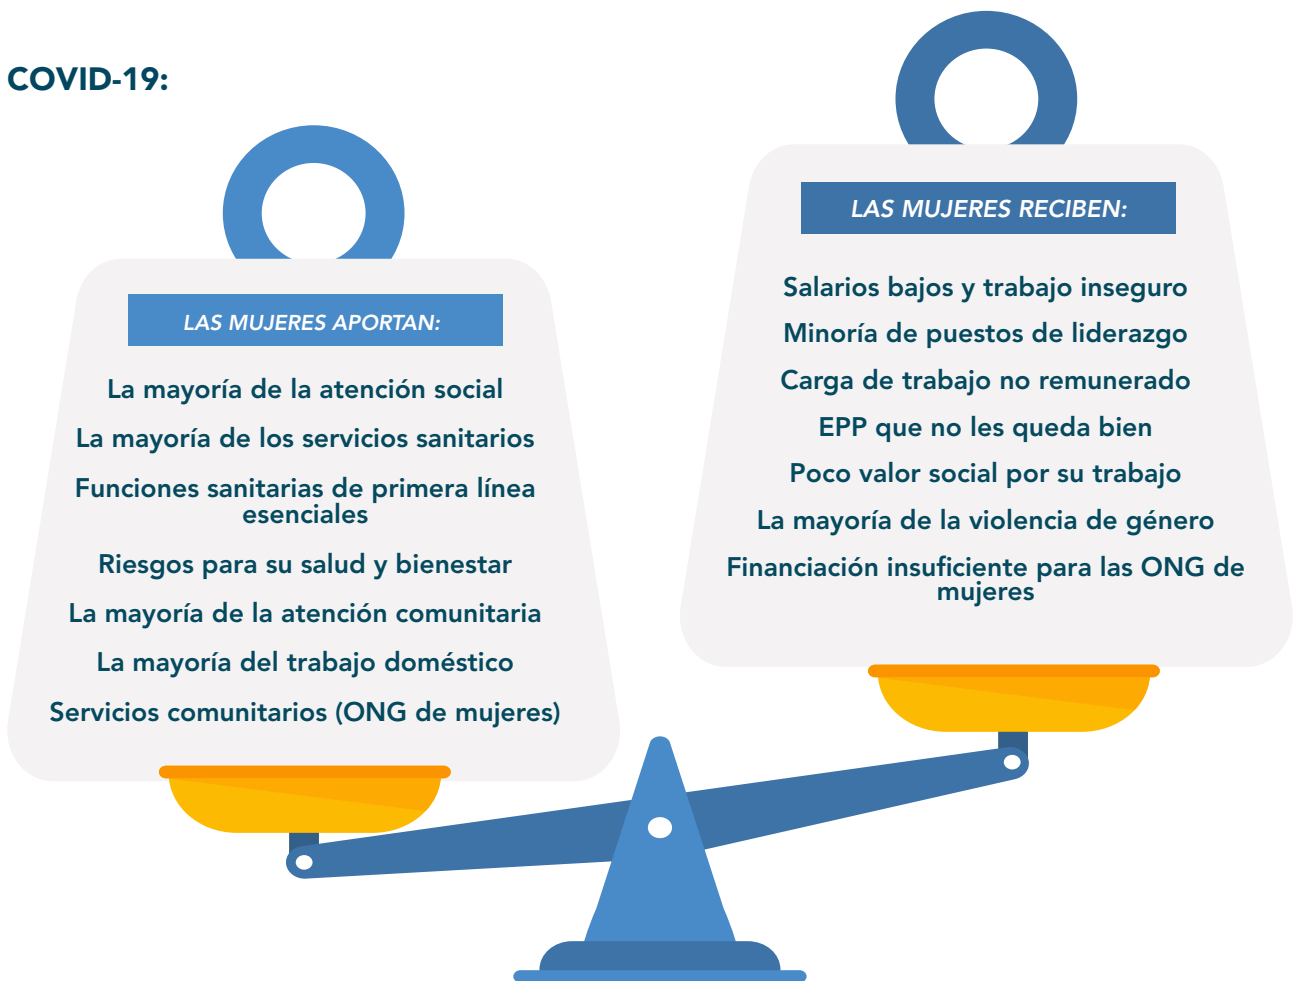 COVID-19:
LAS MUJERES APORTAN:
La mayoría de la atención social
La mayoría de los servicios sanitarios
Funciones sanitarias de primera línea
esenciales
Riesgos para su salud y bienestar
La mayoría de la atención comunitaria
La mayoría del trabajo doméstico
Servicios comunitarios (ONG de mujeres)
LAS MUJERES RECIBEN:
Salarios bajos y trabajo inseguro
Minoría de puestos de liderazgo
Carga de trabajo no remunerado
EPP que no les queda bien
Poco valor social por su trabajo
La mayoría de la violencia de género
Financiación insuficiente para las ONG de
mujeres